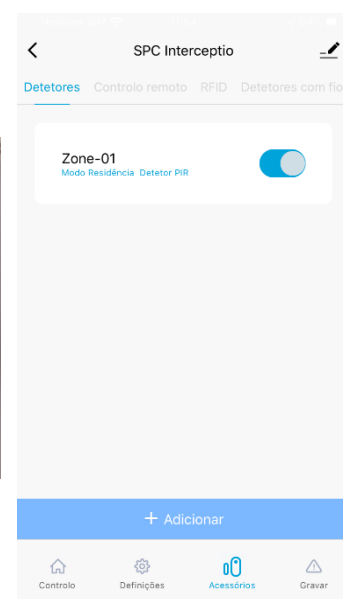 SPC Interceptio
Detetores Controlo remoto RFID Detetores com fio
Zone-01
Modo Residência Detetor PIR
+ Adicionar
Controlo Definições Acessórios Gravar